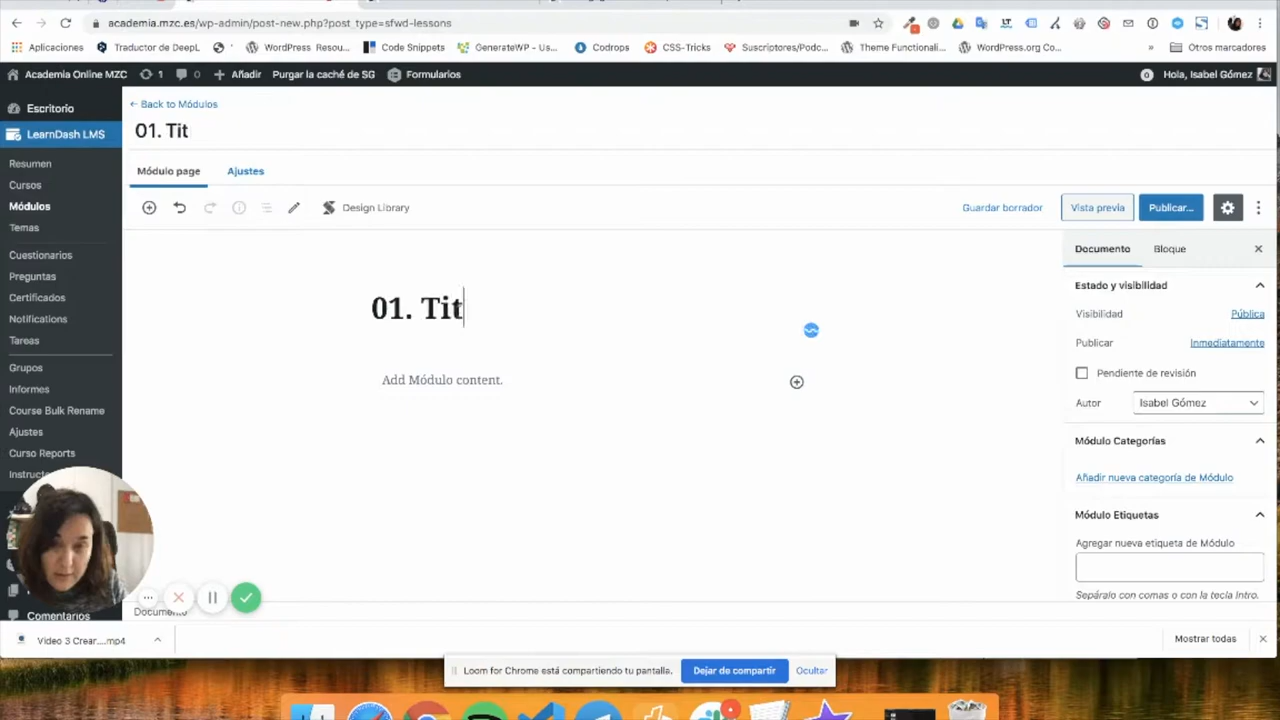 academia.mzc.es/wp-admin/post-new.php?post_type=sfwd-lessons
Aplicaciones
Traductor de DeepL
WordPress Resou...
Code Snippets
GenerateWP - Us...
Codrops
CSS-Tricks
Suscriptores/Podc...
Theme Functionali...
WordPress.org Co...
»
Otros marcadores
Academia Online MZC
1
0
Añadir
Purgar la caché de SG
Formularios
0
Hola, Isabel Gómez
Escritorio
LearnDash LMS
Resumen
Cursos
Módulos
Temas
Cuestionarios
Preguntas
Certificados
Notifications
Tareas
Grupos
Informes
Course Bulk Rename
Ajustes
Curso Reports
Comentarios
← Back to Módulos
01. Tit
Módulo page
Ajustes
Design Library
Guardar borrador
Vista previa
Publicar...
01. Tit
Add Módulo content.
Documento
Bloque
Estado y visibilidad
Visibilidad
Pública
Publicar
Inmediatamente
Pendiente de revisión
Autor
Isabel Gómez
Módulo Categorías
Añadir nueva categoría de Módulo
Módulo Etiquetas
Agregar nueva etiqueta de Módulo
Sepáralo con comas o con la tecla Intro.
Documento
Video 3 Crear....mp4
Mostrar todas
Loom for Chrome está compartiendo tu pantalla.
Dejar de compartir
Ocultar